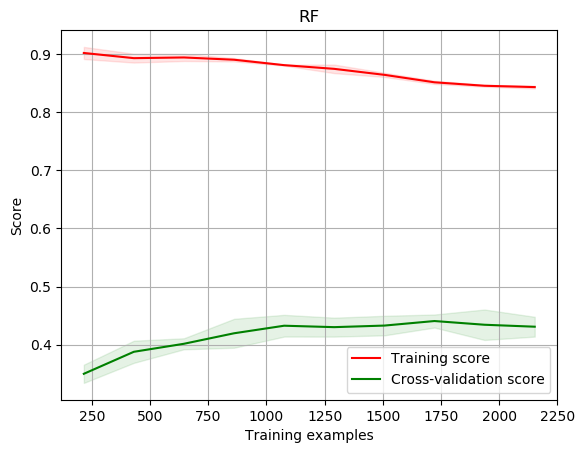 RF
0.9
0.8
0.7
0.6
0.5
0.4
Score
250 500 750 1000 1250 1500 1750 2000 2250
Training examples
Training score
Cross-validation score